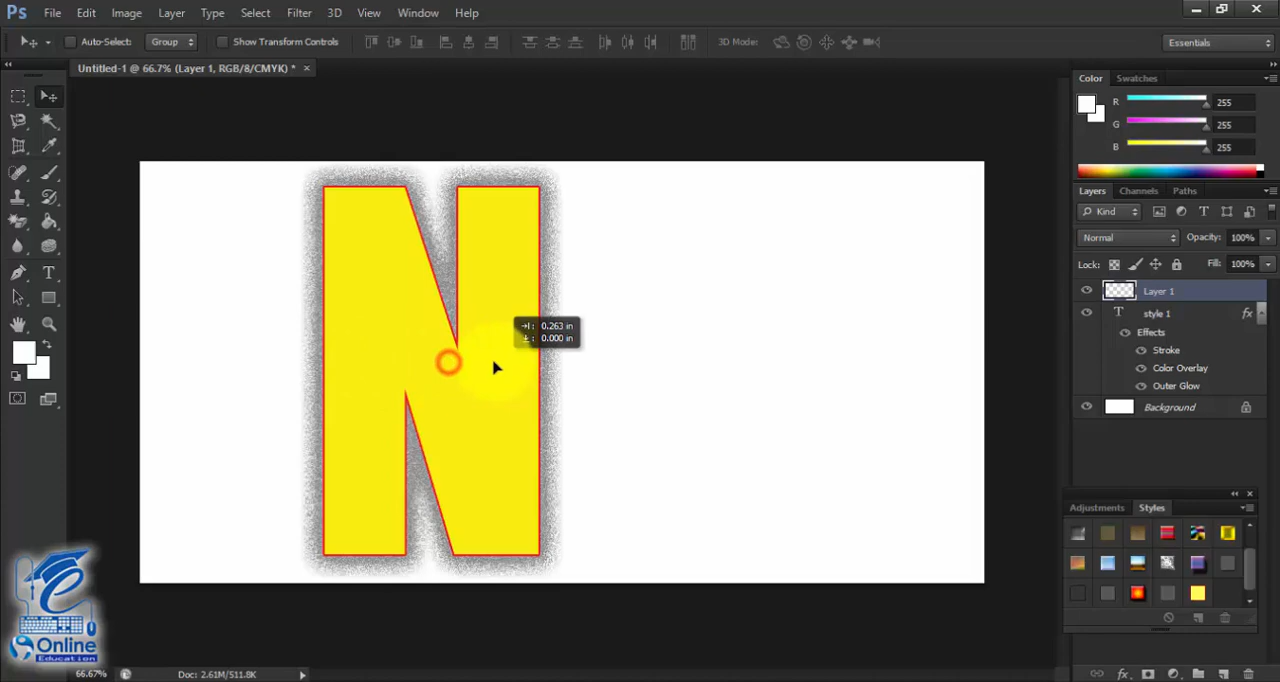 Ps File Edit Image Layer Type Select Filter 3D View Window Help
Auto-Select: Group Show Transform Controls 3D Mode: Essentials
Untitled-1 @ 66.7% (Layer 1, RGB/8/CMYK) * ×
Color Swatches
R 255
G 255
B 255
Layers Channels Paths
Kind
Normal Opacity: 100%
Lock: Fill: 100%
Layer 1
style 1 fx
Effects
Stroke
Color Overlay
Outer Glow
Background
N
→|: 0.263 in
0.000 in
Adjustments Styles
e
Online
Education
66.67% Doc: 2.61M/511.8K